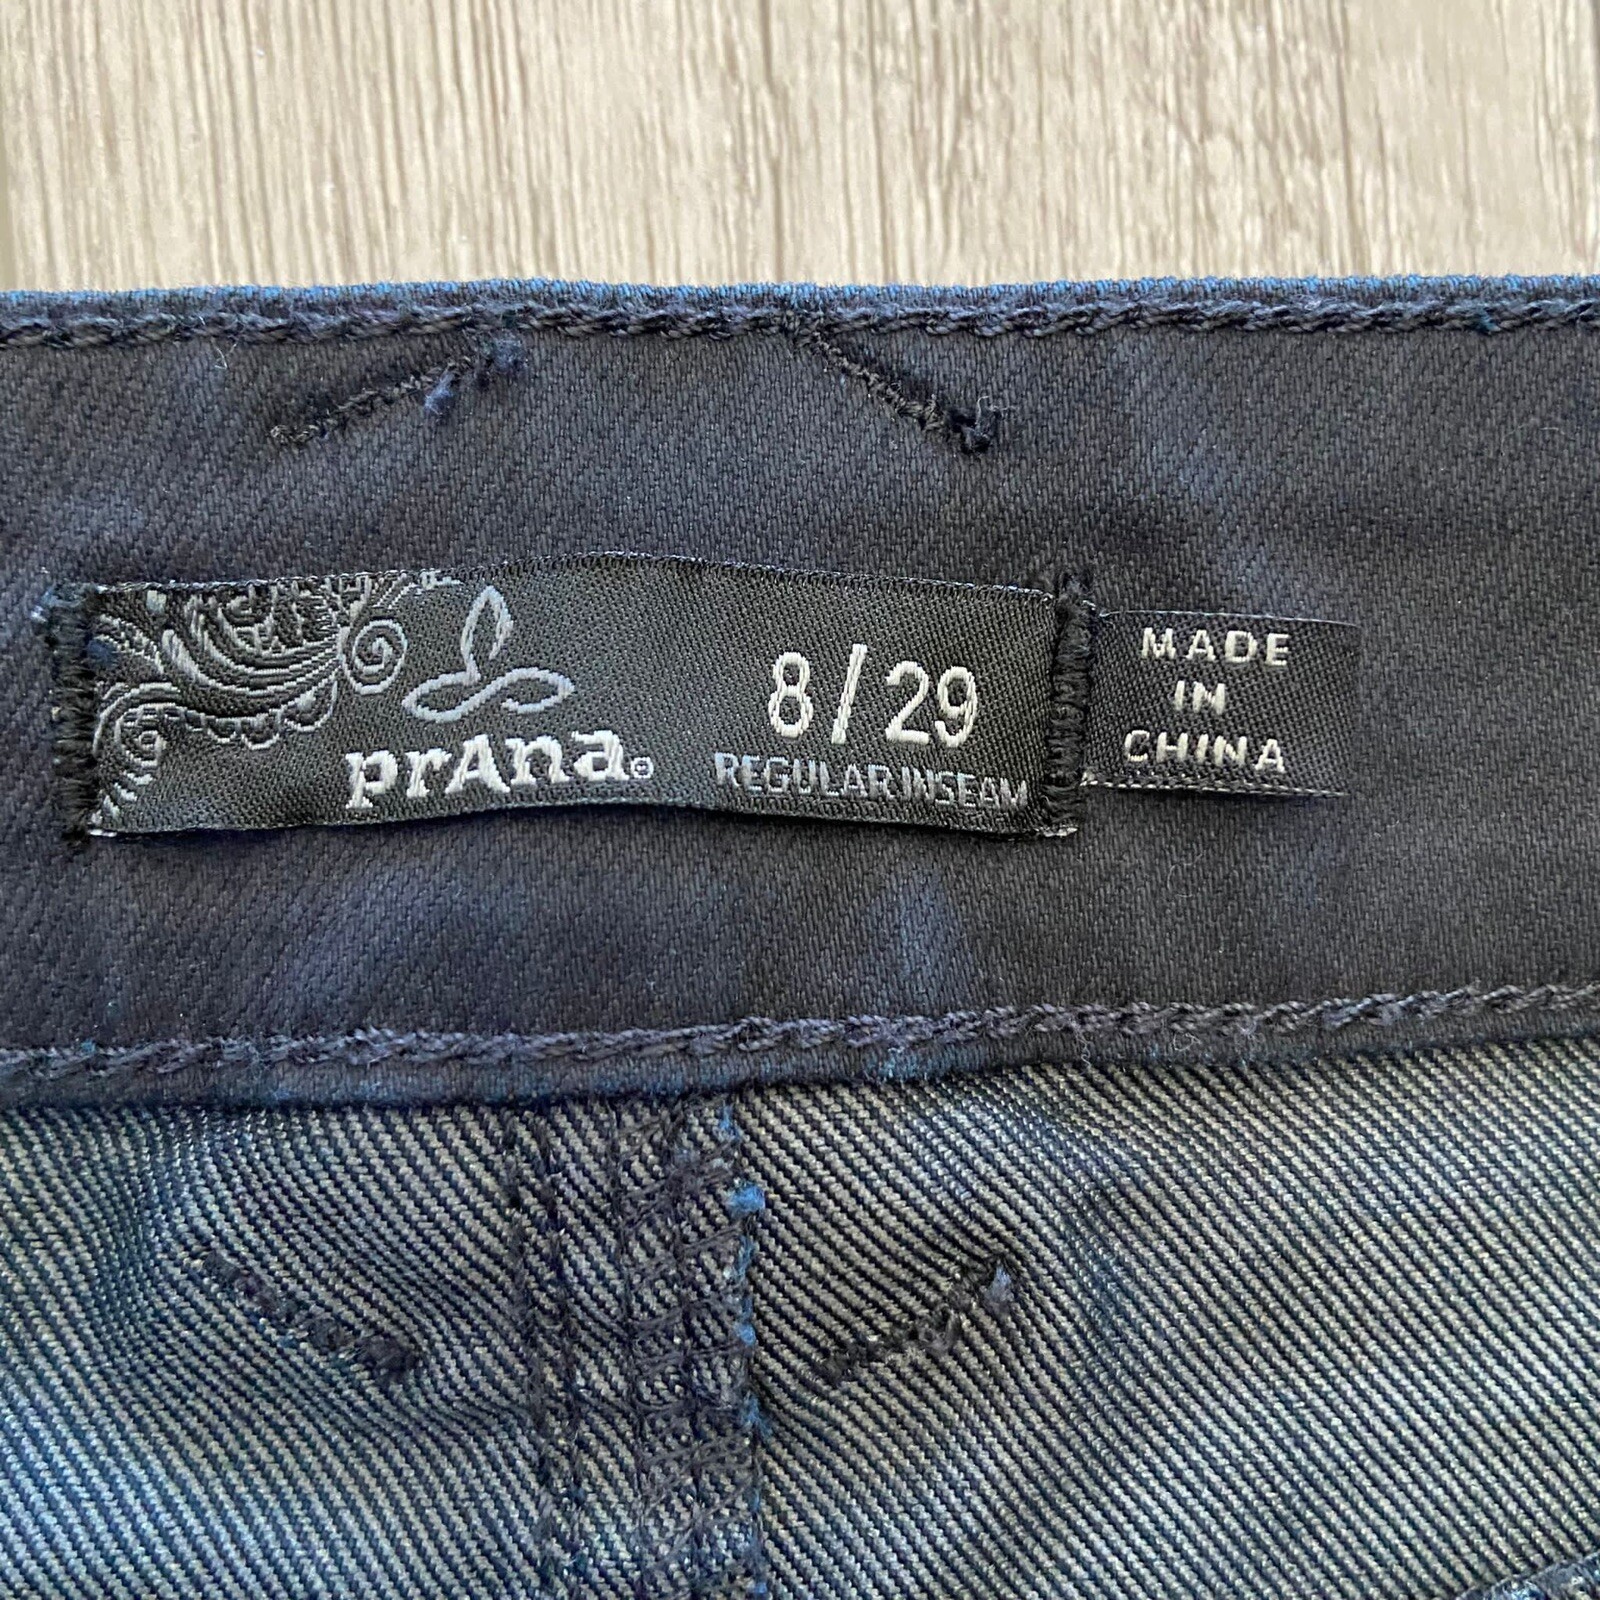 prAna
8/29
REGULAR INSEAM
MADE
IN
CHINA